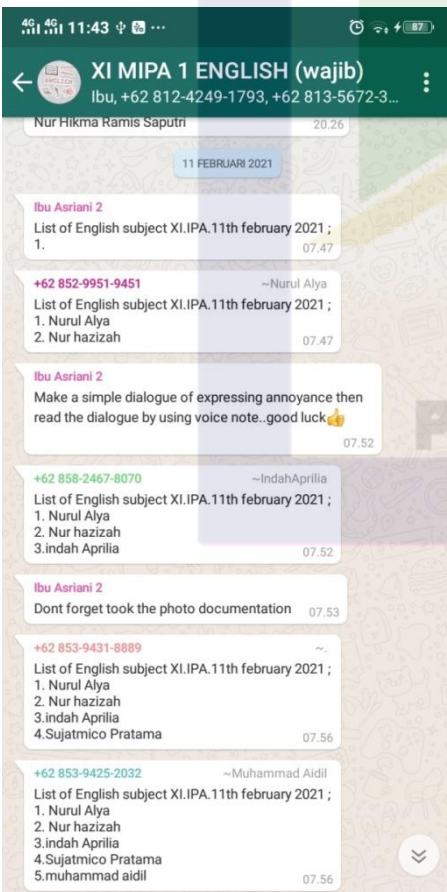 4G 4G 11:43 87
XI MIPA 1 ENGLISH (wajib)
Ibu, +62 812-4249-1793, +62 813-5672-3...
Nur Hikma Ramis Saputri
20.26
11 FEBRUARI 2021
Ibu Asriani 2
List of English subject XI.IPA.11th february 2021 ;
1.
07.47
+62 852-9951-9451 ~Nurul Alya
List of English subject XI.IPA.11th february 2021 ;
1. Nurul Alya
2. Nur hazizah
07.47
Ibu Asriani 2
Make a simple dialogue of expressing annoyance then
read the dialogue by using voice note..good luck👍
07.52
+62 858-2467-8070 ~IndahAprilia
List of English subject XI.IPA.11th february 2021 ;
1. Nurul Alya
2. Nur hazizah
3.indah Aprilia
07.52
Ibu Asriani 2
Dont forget took the photo documentation 07.53
+62 853-9431-8889 ~.
List of English subject XI.IPA.11th february 2021 ;
1. Nurul Alya
2. Nur hazizah
3.indah Aprilia
4.Sujatmico Pratama
07.56
+62 853-9425-2032 ~Muhammad Aidil
List of English subject XI.IPA.11th february 2021 ;
1. Nurul Alya
2. Nur hazizah
3.indah Aprilia
4.Sujatmico Pratama
5.muhammad aidil
07.56